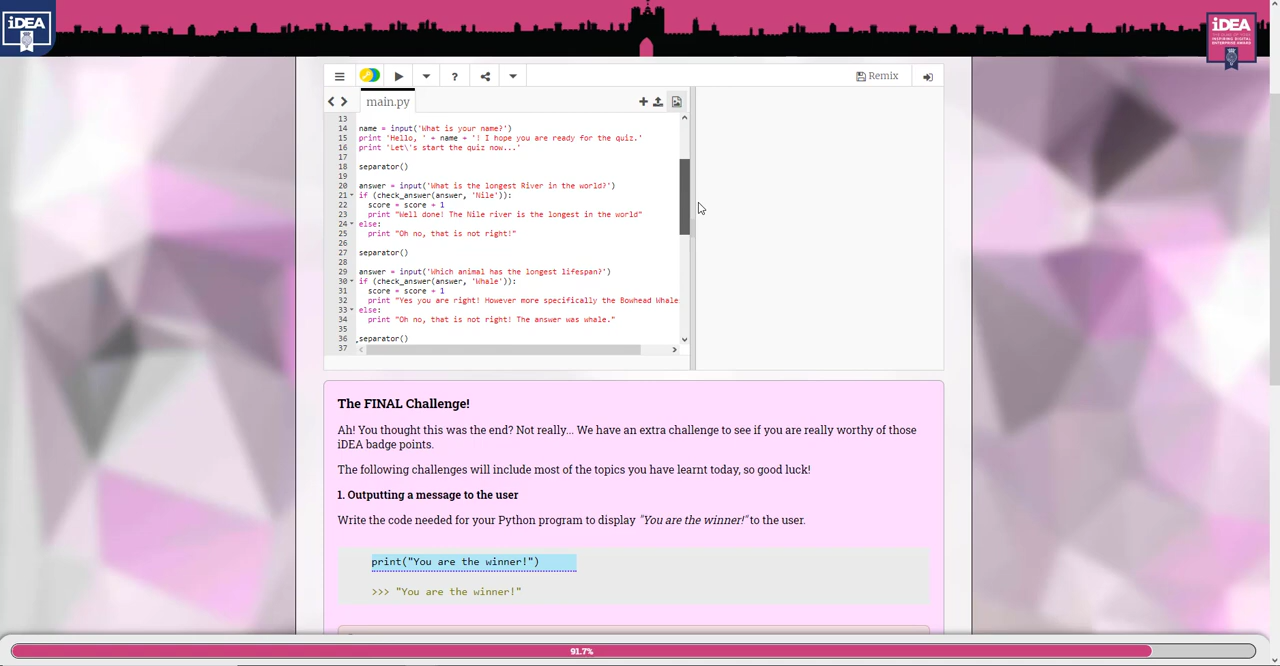 iDEA
iDEA
INSPIRING DIGITAL
ENTERPRISE AWARD
?
Remix
main.py
+
13
14 name = input('What is your name?')
15 print 'Hello, ' + name + '! I hope you are ready for the quiz.'
16 print 'Let\'s start the quiz now...'
17
18 separator()
19
20 answer = input('What is the longest River in the world?')
21 if (check_answer(answer, 'Nile')):
22 score = score + 1
23 print "Well done! The Nile river is the longest in the world"
24 else:
25 print "Oh no, that is not right!"
26
27 separator()
28
29 answer = input('Which animal has the longest lifespan?')
30 if (check_answer(answer, 'Whale')):
31 score = score + 1
32 print "Yes you are right! However more specifically the Bowhead Whale
33 else:
34 print "Oh no, that is not right! The answer was whale."
35
36 separator()
37
The FINAL Challenge!
Ah! You thought this was the end? Not really... We have an extra challenge to see if you are really worthy of those
iDEA badge points.
The following challenges will include most of the topics you have learnt today, so good luck!
1. Outputting a message to the user
Write the code needed for your Python program to display "You are the winner!" to the user.
print("You are the winner!")
>>> "You are the winner!"
91.7%